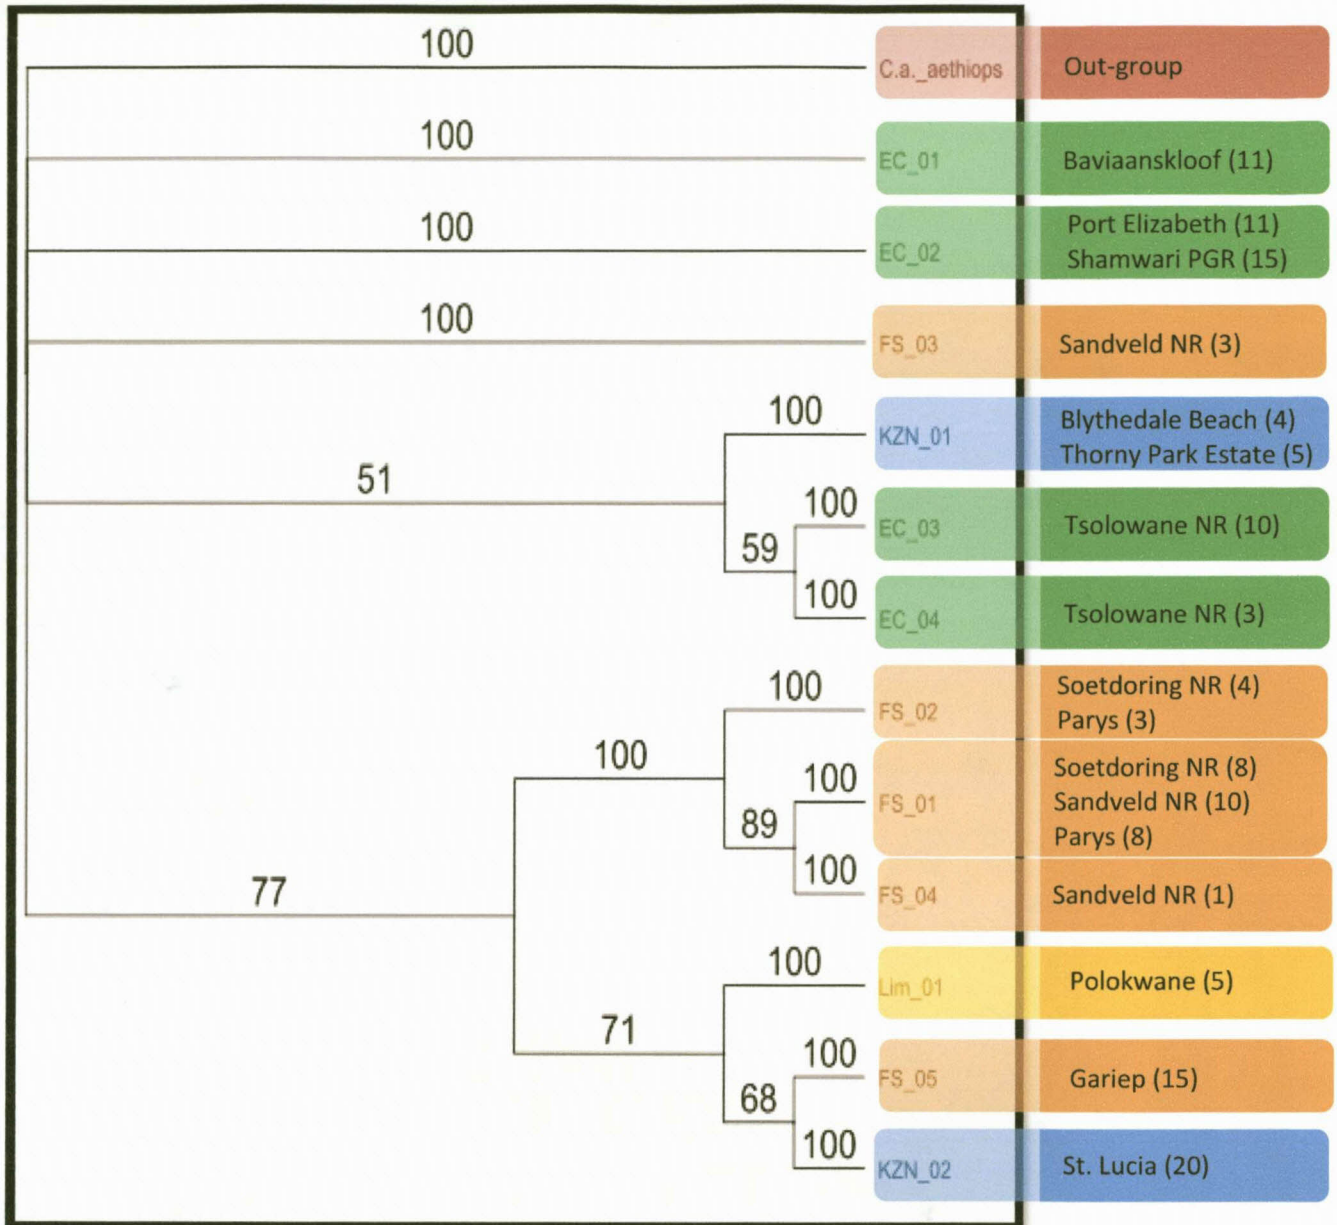 100
C.a._aethiops Out-group
100
EC_01 Baviaanskloof (11)
100
EC_02 Port Elizabeth (11)
Shamwari PGR (15)
100
FS_03 Sandveld NR (3)
100
KZN_01 Blythedale Beach (4)
Thorny Park Estate (5)
51
100
EC_03 Tsolowane NR (10)
59
100
EC_04 Tsolowane NR (3)
100
FS_02 Soetdoring NR (4)
Parys (3)
100
100
FS_01 Soetdoring NR (8)
Sandveld NR (10)
Parys (8)
89
100
FS_04 Sandveld NR (1)
77
100
Lim_01 Polokwane (5)
71
100
FS_05 Gariep (15)
68
100
KZN_02 St. Lucia (20)